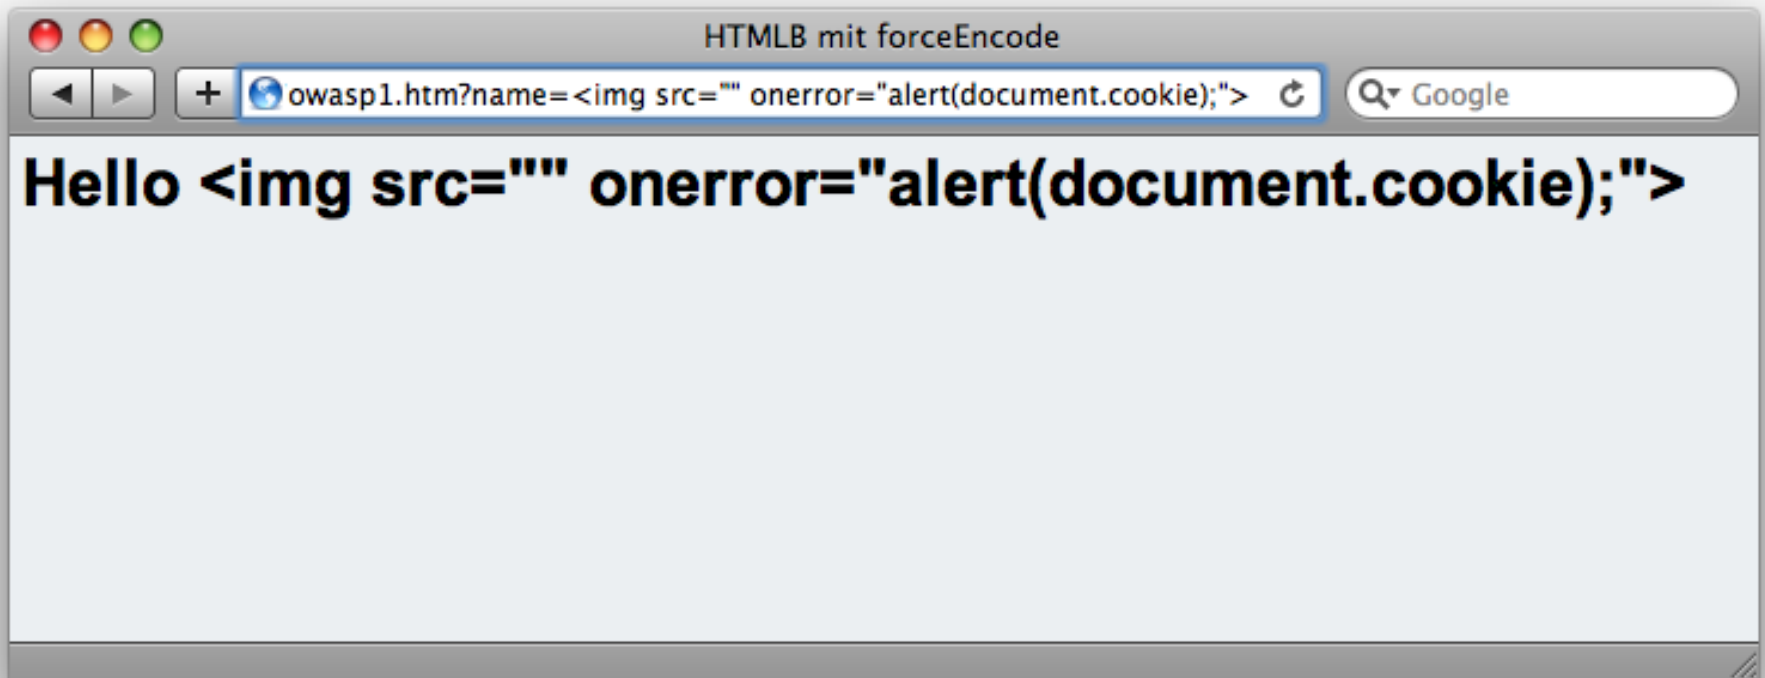 HTMLB mit forceEncode
owasp1.htm?name=<img src="" onerror="alert(document.cookie);">
Google
Hello <img src="" onerror="alert(document.cookie);">